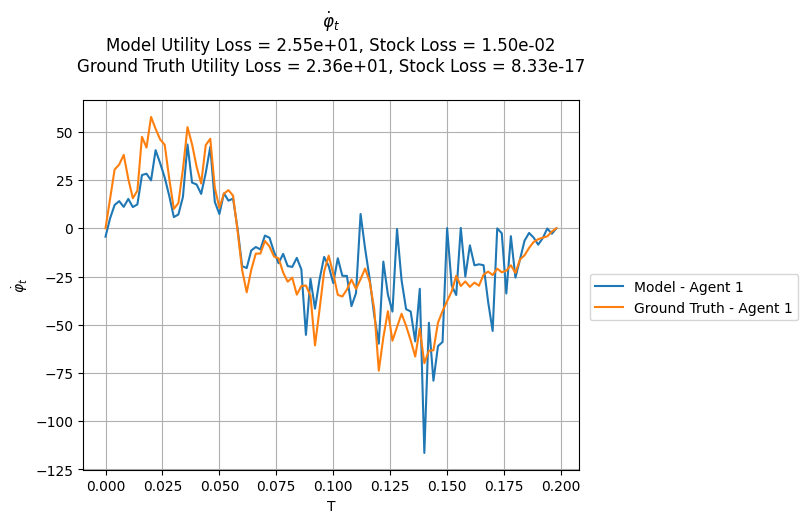 φ̇ₜ
Model Utility Loss = 2.55e+01, Stock Loss = 1.50e-02
Ground Truth Utility Loss = 2.36e+01, Stock Loss = 8.33e-17
50
25
0
−25
−50
−75
−100
−125
φ̇ₜ
0.000 0.025 0.050 0.075 0.100 0.125 0.150 0.175 0.200
T
Model - Agent 1
Ground Truth - Agent 1